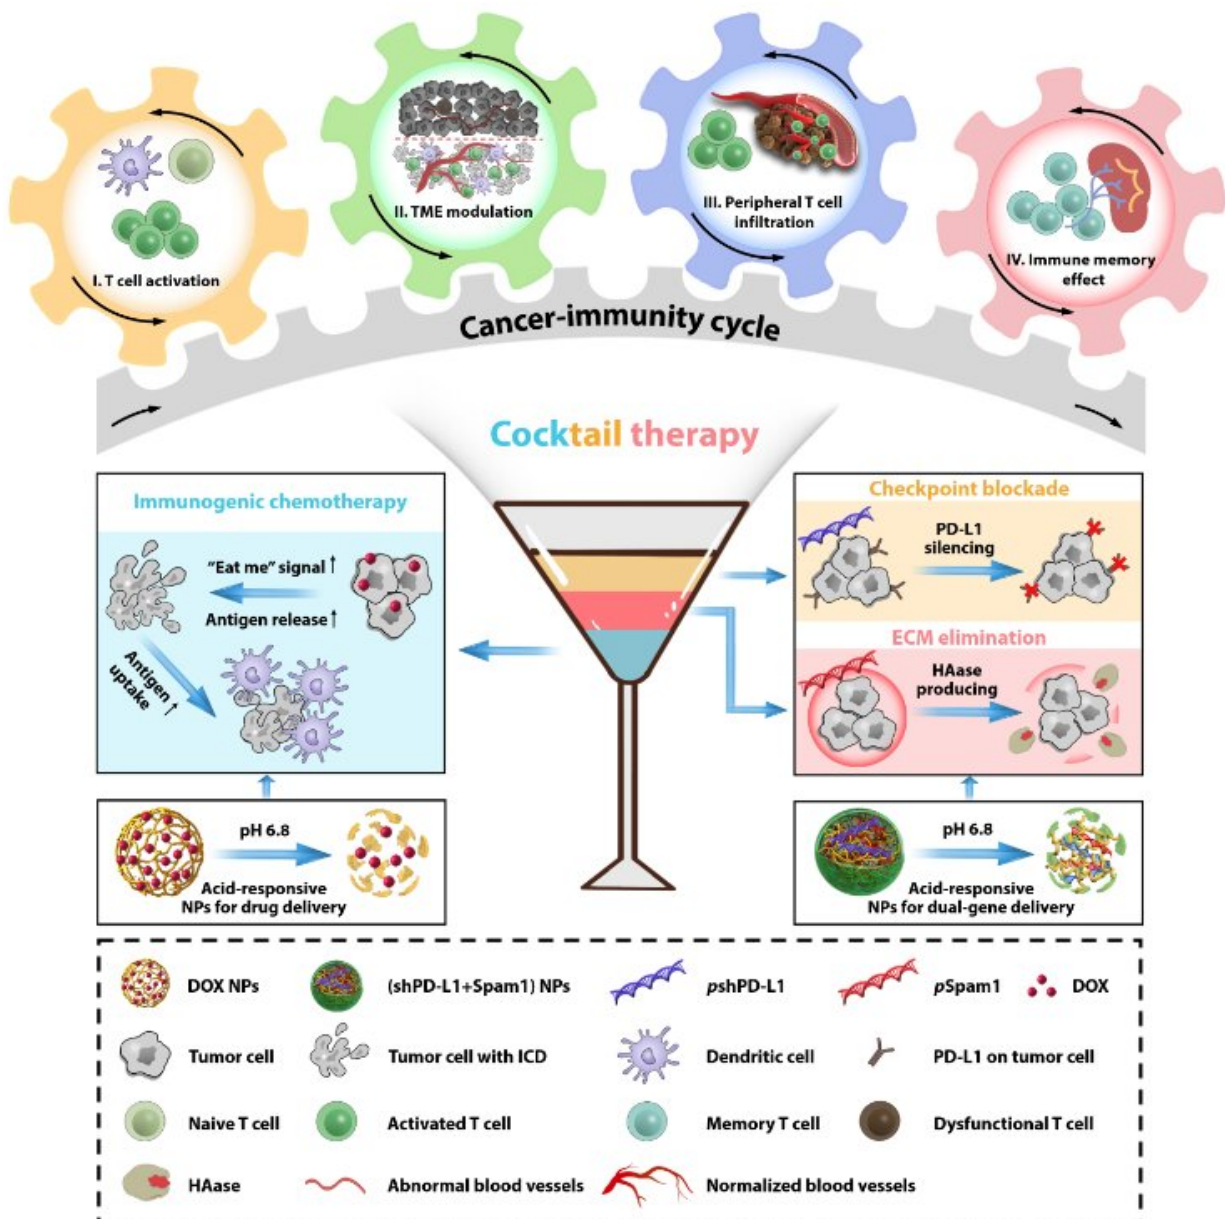 I. T cell activation
II. TME modulation
III. Peripheral T cell
infiltration
IV. Immune memory
effect
Cancer-immunity cycle
Cocktail therapy
Immunogenic chemotherapy
"Eat me" signal ↑
Antigen release ↑
Antigen ↑
uptake
pH 6.8
Acid-responsive
NPs for drug delivery
Checkpoint blockade
PD-L1
silencing
ECM elimination
HAase
producing
pH 6.8
Acid-responsive
NPs for dual-gene delivery
DOX NPs
(shPD-L1+Spam1) NPs
pshPD-L1
pSpam1
DOX
Tumor cell
Tumor cell with ICD
Dendritic cell
PD-L1 on tumor cell
Naive T cell
Activated T cell
Memory T cell
Dysfunctional T cell
HAase
Abnormal blood vessels
Normalized blood vessels